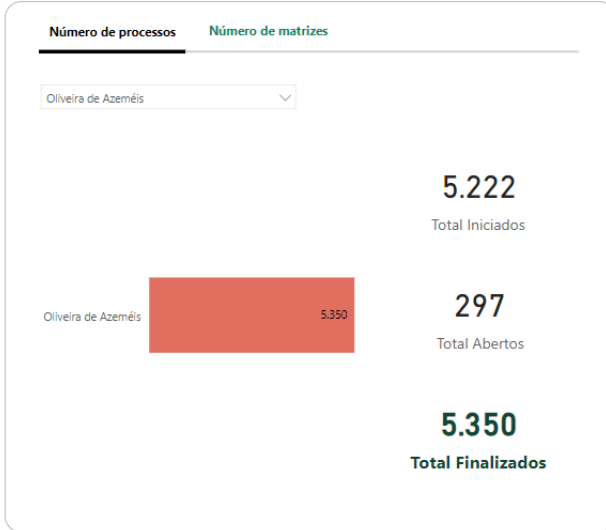 Número de processos
Número de matrizes
Oliveira de Azeméis
5.222
Total Iniciados
Oliveira de Azeméis
5.350
297
Total Abertos
5.350
Total Finalizados